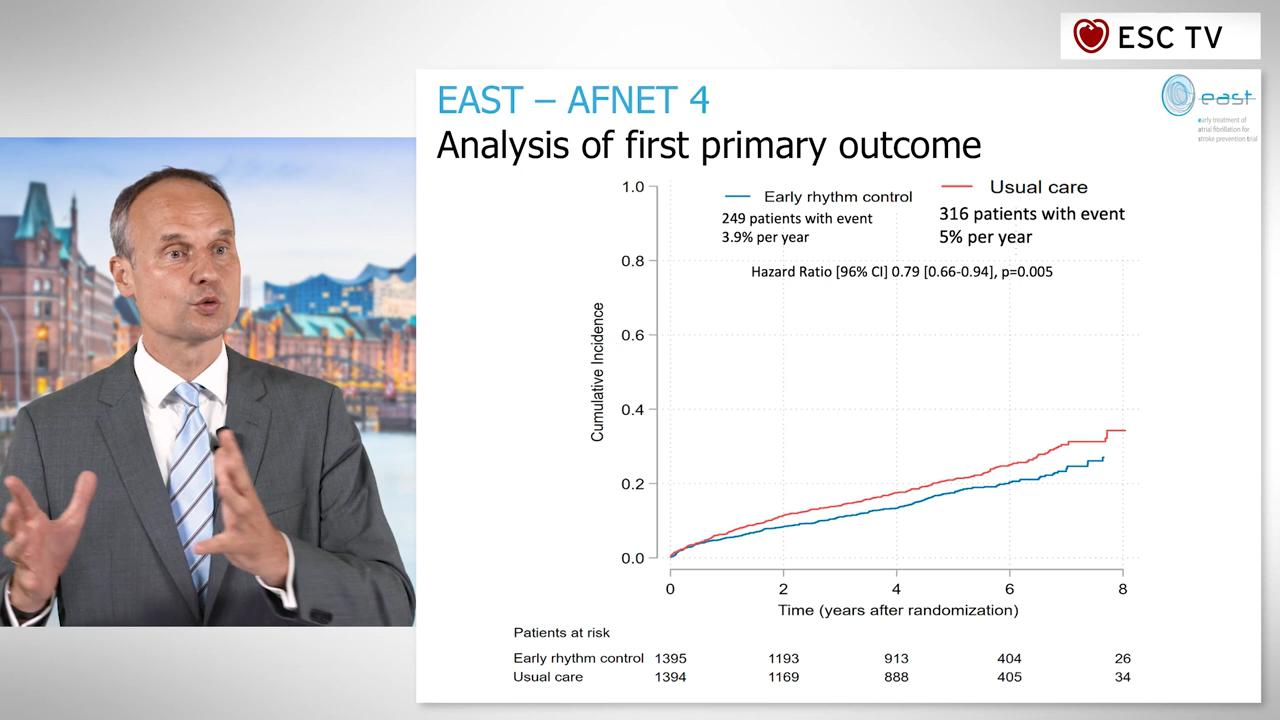 ESC TV
EAST – AFNET 4
Analysis of first primary outcome
east
early treatment of
atrial fibrillation for
stroke prevention trial
Early rhythm control
249 patients with event
3.9% per year
Usual care
316 patients with event
5% per year
Hazard Ratio [96% CI] 0.79 [0.66-0.94], p=0.005
Cumulative Incidence
1.0
0.8
0.6
0.4
0.2
0.0
0 2 4 6 8
Time (years after randomization)
Patients at risk
Early rhythm control 1395 1193 913 404 26
Usual care 1394 1169 888 405 34